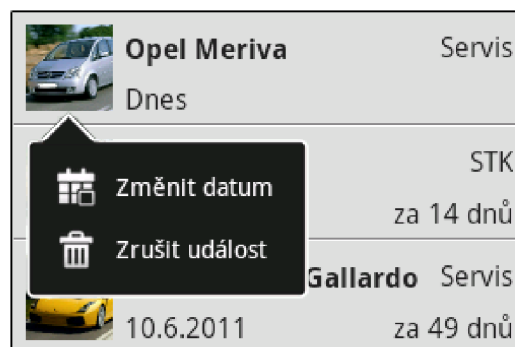 Opel Meriva Servis
Dnes
Změnit datum
STK
za 14 dnů
Zrušit událost
Gallardo Servis
10.6.2011 za 49 dnů